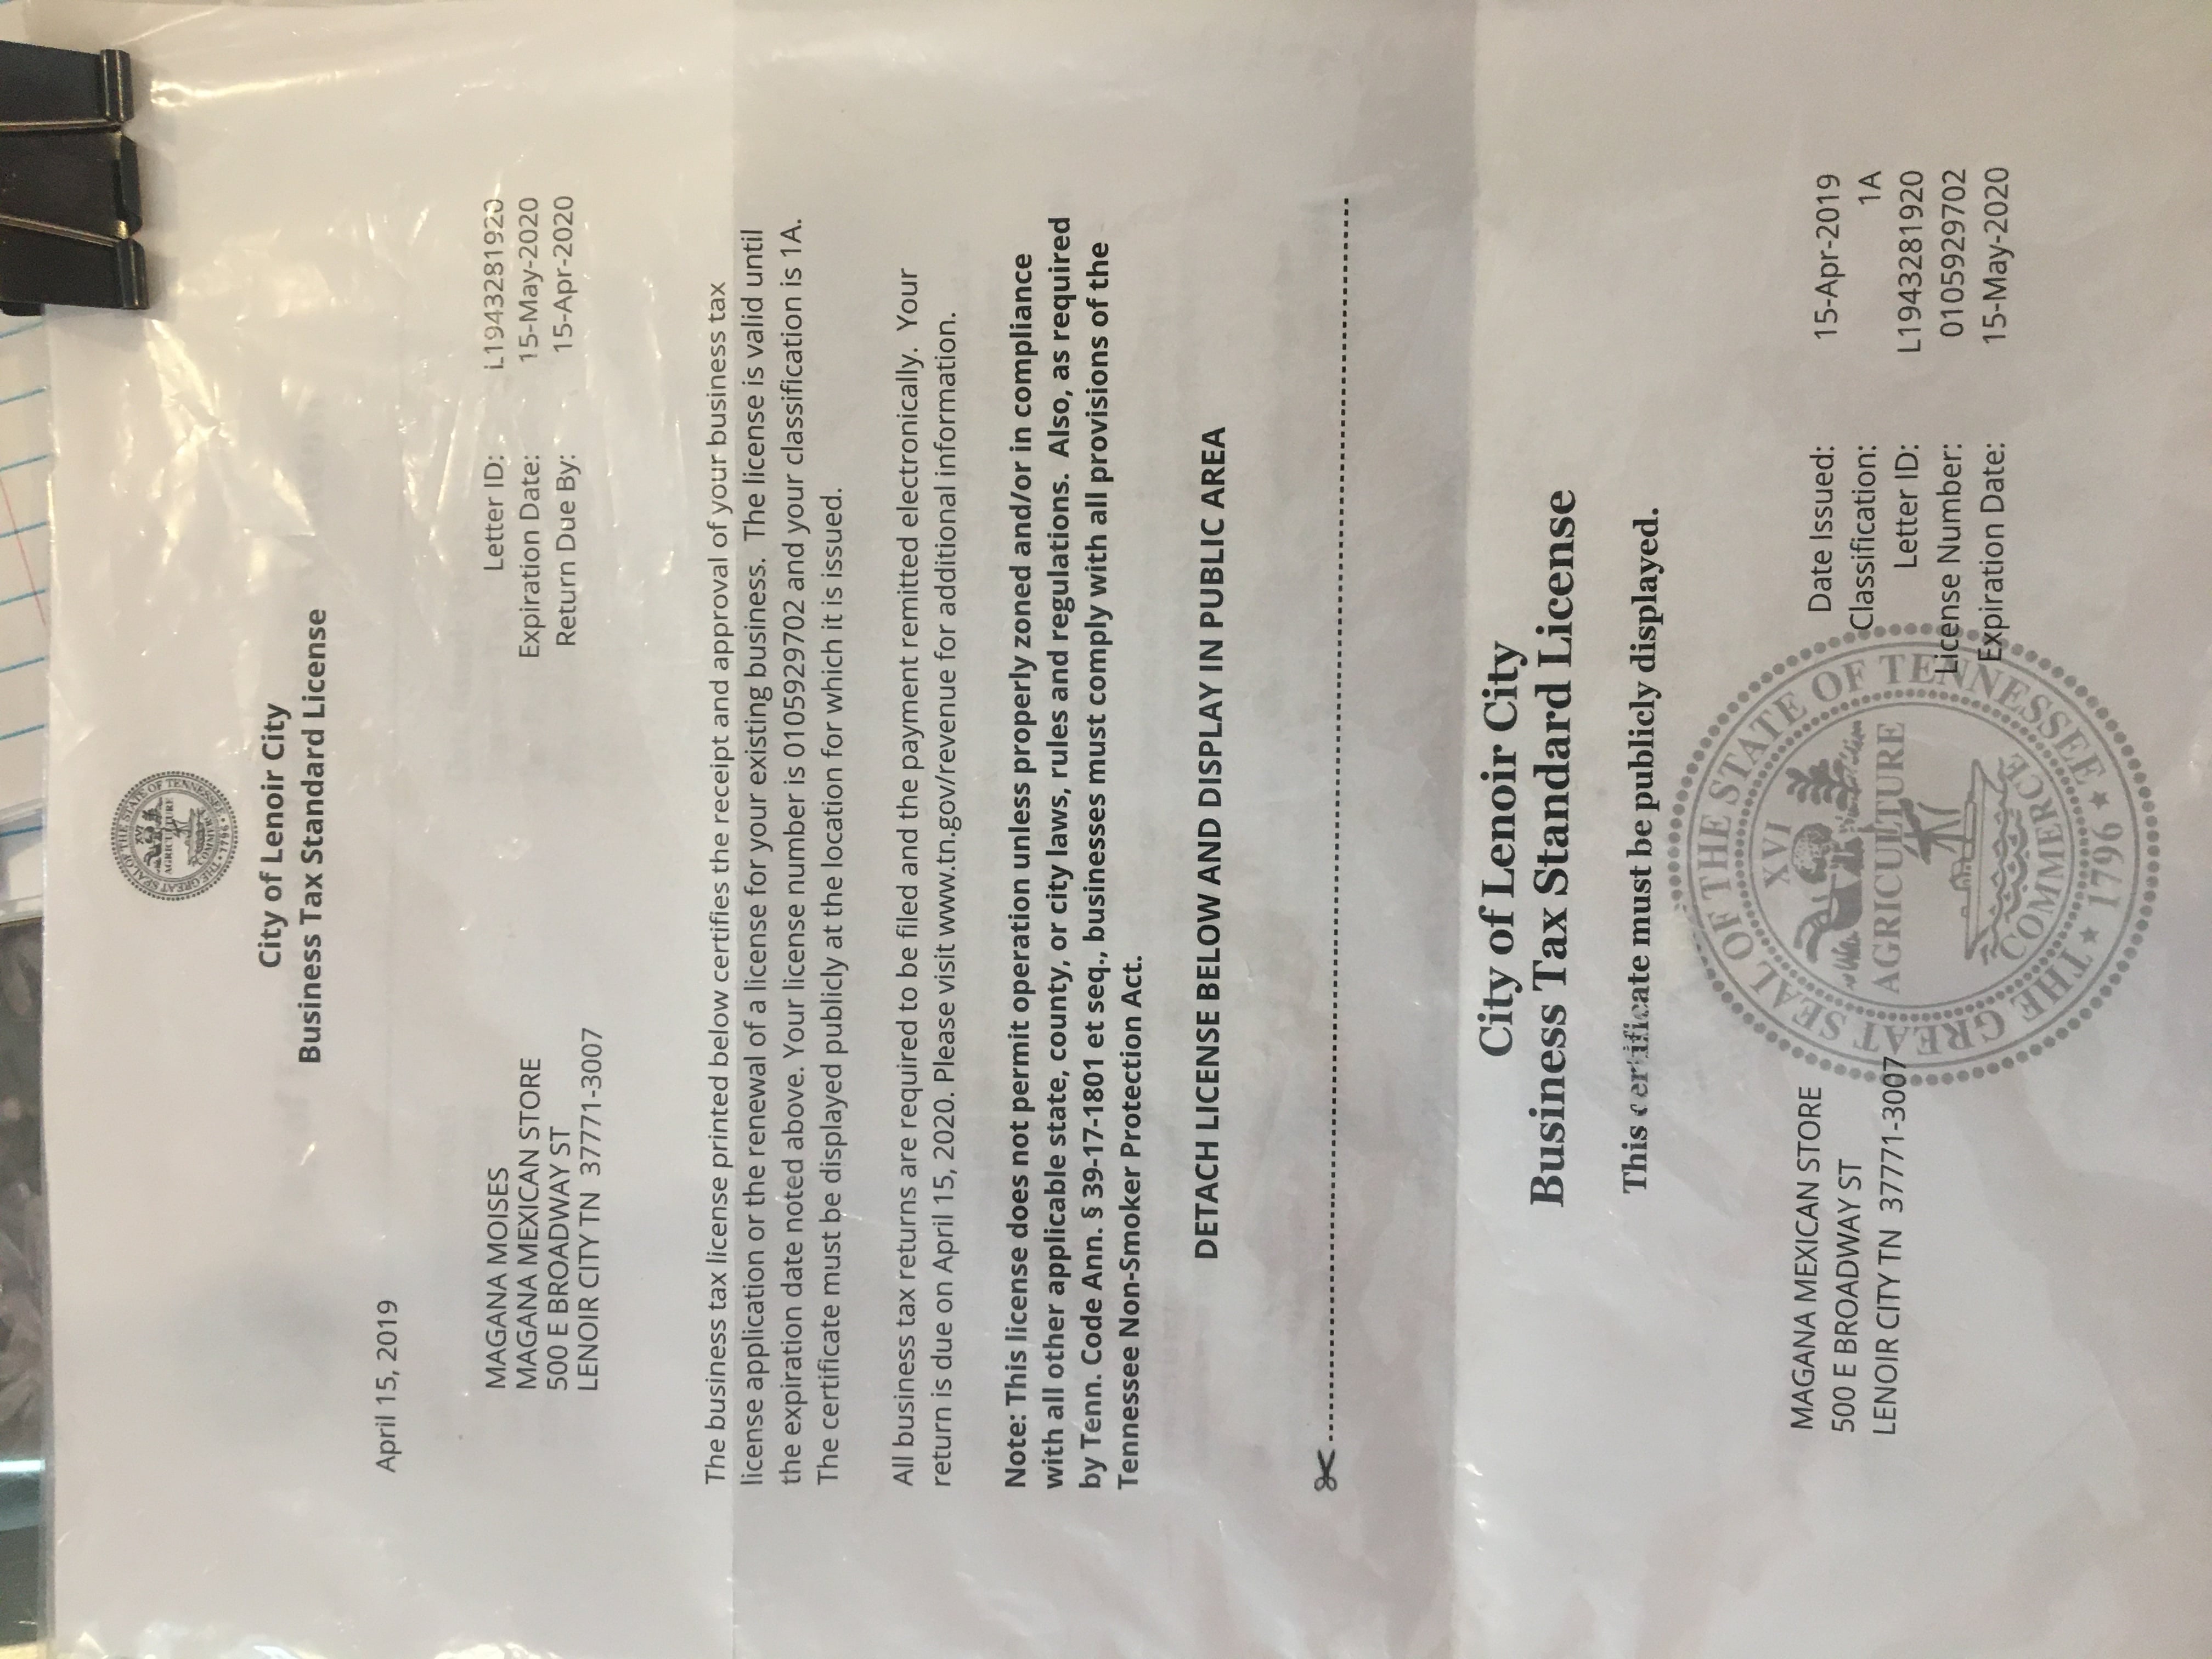 THE GREAT SEAL OF THE STATE OF TENNESSEE
XVI
AGRICULTURE
COMMERCE
1796
City of Lenoir City
Business Tax Standard License
April 15, 2019
MAGANA MOISES
MAGANA MEXICAN STORE
500 E BROADWAY ST
LENOIR CITY TN 37771-3007
Letter ID: L1943281920
Expiration Date: 15-May-2020
Return Due By: 15-Apr-2020
The business tax license printed below certifies the receipt and approval of your business tax
license application or the renewal of a license for your existing business. The license is valid until
the expiration date noted above. Your license number is 0105929702 and your classification is 1A.
The certificate must be displayed publicly at the location for which it is issued.
All business tax returns are required to be filed and the payment remitted electronically. Your
return is due on April 15, 2020. Please visit www.tn.gov/revenue for additional information.
Note: This license does not permit operation unless properly zoned and/or in compliance
with all other applicable state, county, or city laws, rules and regulations. Also, as required
by Tenn. Code Ann. § 39-17-1801 et seq., businesses must comply with all provisions of the
Tennessee Non-Smoker Protection Act.
DETACH LICENSE BELOW AND DISPLAY IN PUBLIC AREA
City of Lenoir City
Business Tax Standard License
This certificate must be publicly displayed.
MAGANA MEXICAN STORE
500 E BROADWAY ST
LENOIR CITY TN 37771-3007
THE GREAT SEAL OF THE STATE OF TENNESSEE
XVI
AGRICULTURE
COMMERCE
1796
Date Issued: 15-Apr-2019
Classification: 1A
Letter ID: L1943281920
License Number: 0105929702
Expiration Date: 15-May-2020